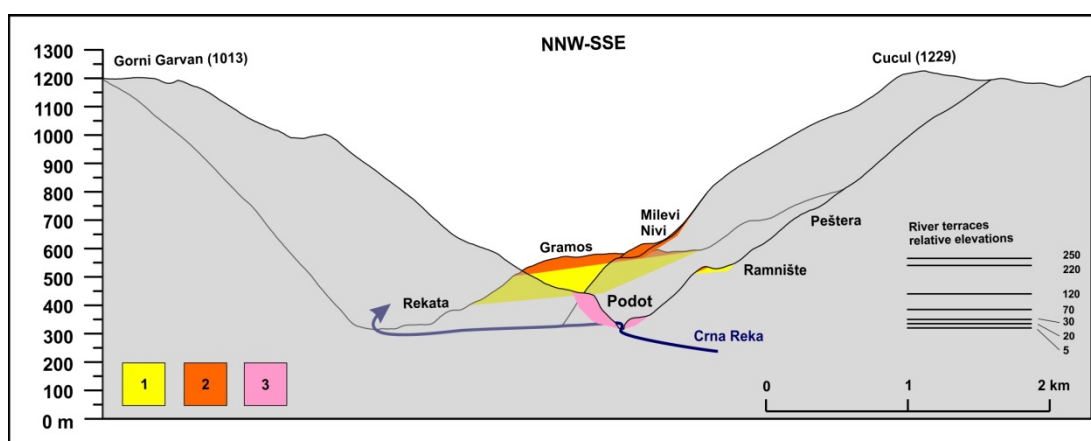 NNW-SSE
Gorni Garvan (1013)
Cucul (1229)
1300
1200
1100
1000
900
800
700
600
500
400
300
200
100
0 m
Milevi
Nivi
Gramos
Peštera
Ramnište
Rekata
Podot
Crna Reka
River terraces
relative elevations
250
220
120
70
30
20
5
1 2 3
0 1 2 km